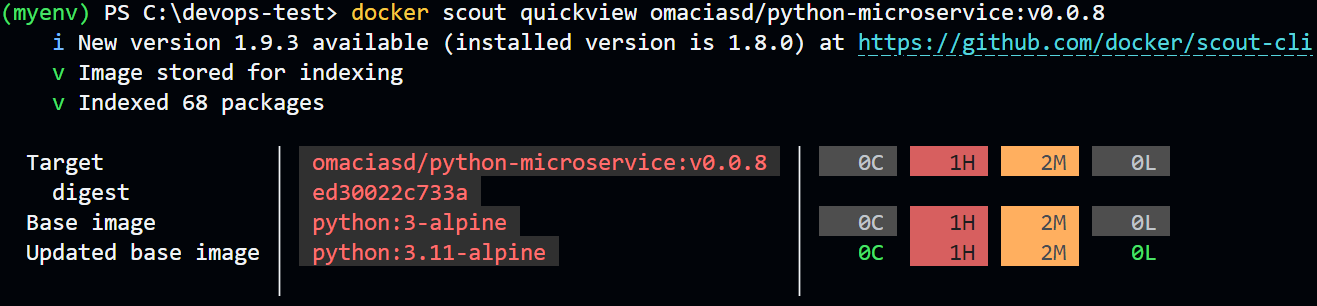 (myenv) PS C:\devops-test> docker scout quickview omaciasd/python-microservice:v0.0.8
i New version 1.9.3 available (installed version is 1.8.0) at https://github.com/docker/scout-cli
v Image stored for indexing
v Indexed 68 packages
Target │ omaciasd/python-microservice:v0.0.8 │ 0C 1H 2M 0L
digest │ ed30022c733a │
Base image │ python:3-alpine │ 0C 1H 2M 0L
Updated base image │ python:3.11-alpine │ 0C 1H 2M 0L